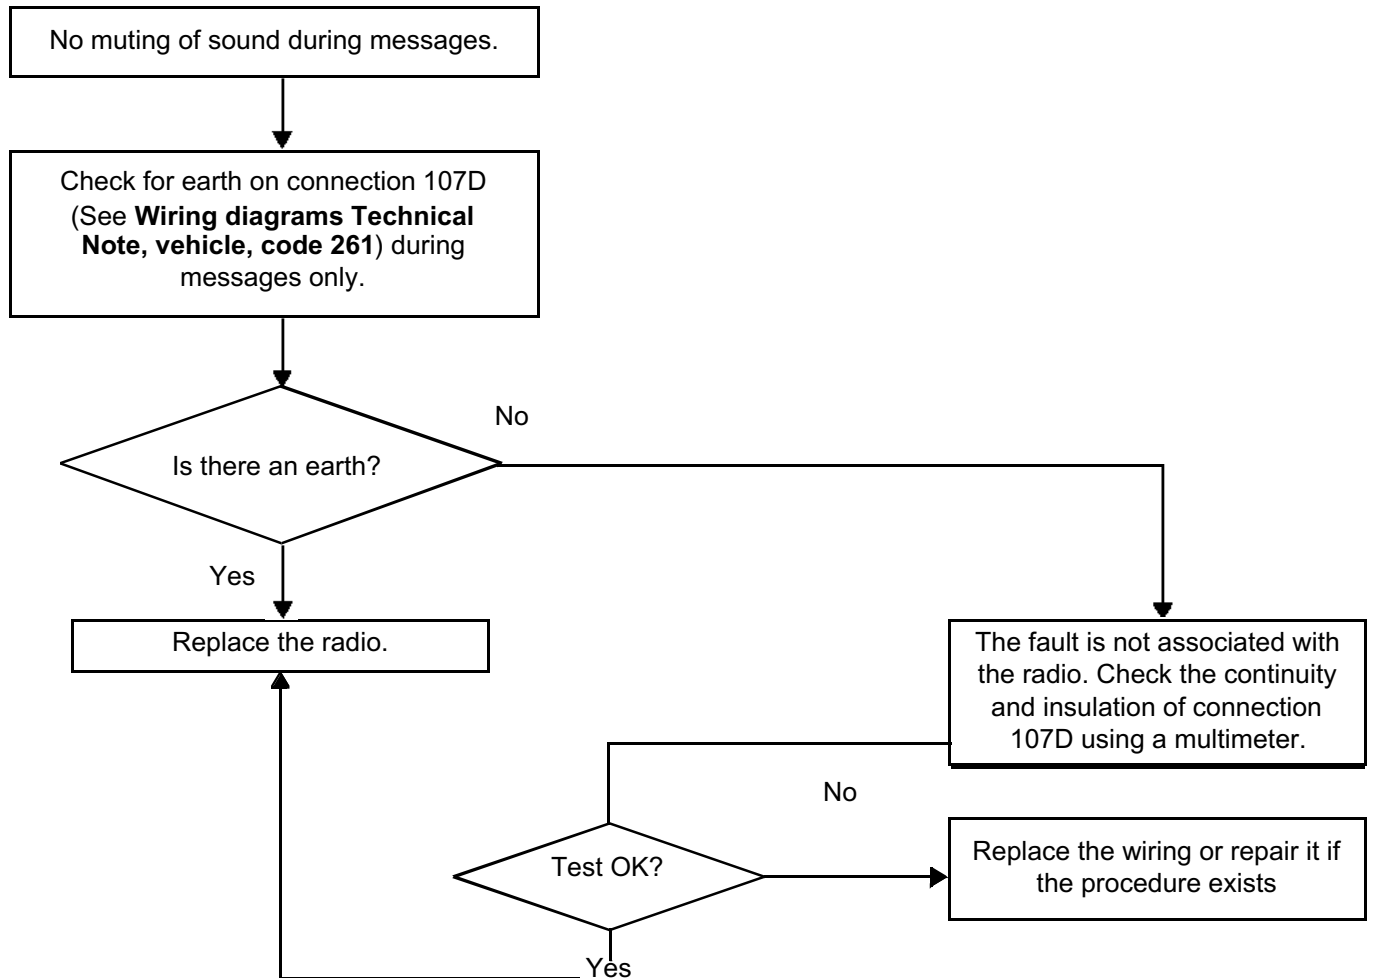 No muting of sound during messages.
Check for earth on connection 107D
(See Wiring diagrams Technical
Note, vehicle, code 261) during
messages only.
No
Is there an earth?
Yes
Replace the radio.
The fault is not associated with
the radio. Check the continuity
and insulation of connection
107D using a multimeter.
No
Test OK?
Replace the wiring or repair it if
the procedure exists
Yes